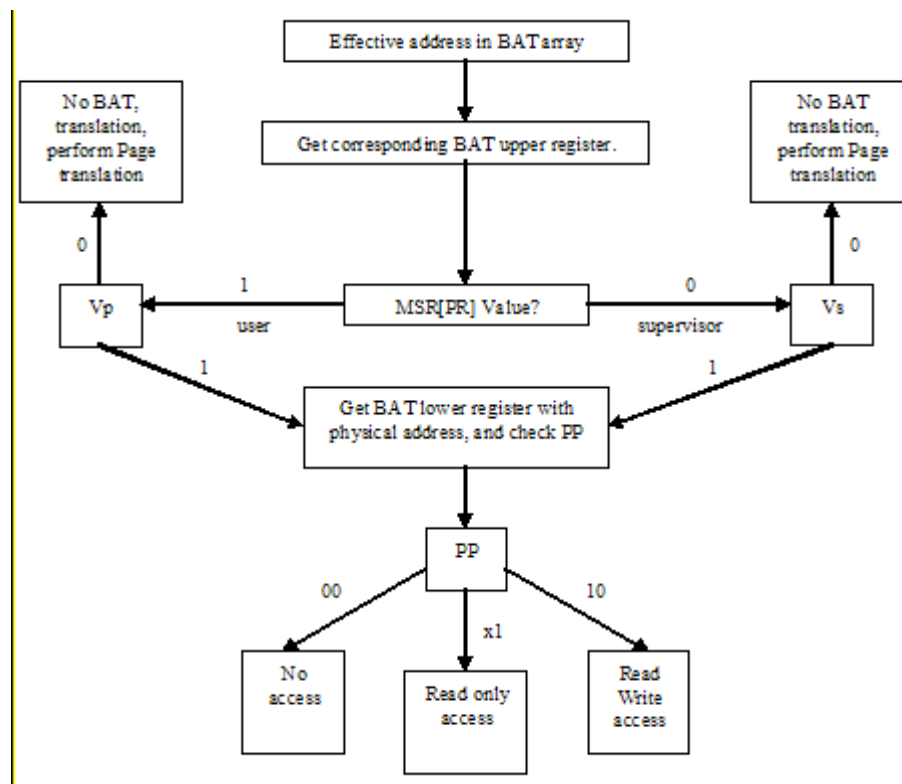 Effective address in BAT array
No BAT,
translation,
perform Page
translation
No BAT
translation,
perform Page
translation
Get corresponding BAT upper register.
0
0
Vp
1
user
MSR[PR] Value?
0
supervisor
Vs
1
1
Get BAT lower register with
physical address, and check PP
PP
00
x1
10
No
access
Read only
access
Read
Write
access